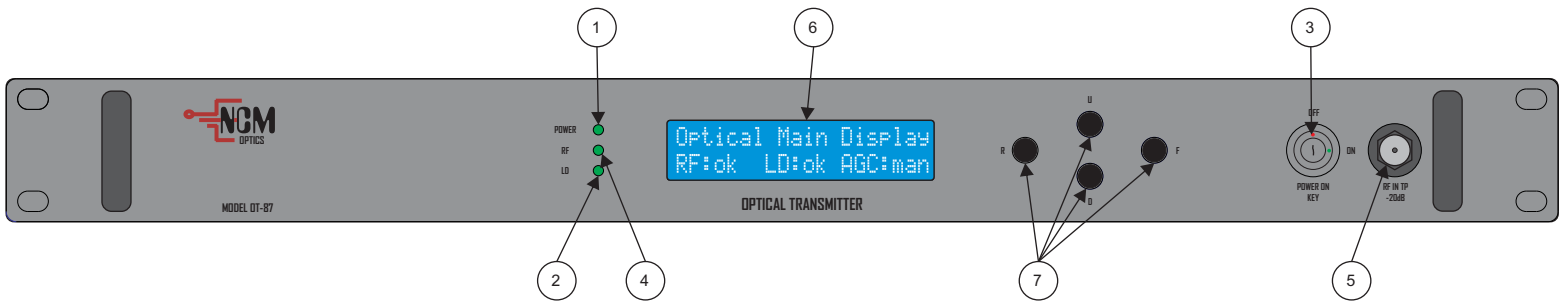 1
6
3
NCM
OPTICS
POWER
RF
LD
Optical Main Display
RF:ok LD:ok AGC:man
U
R
F
D
OFF
ON
POWER ON
KEY
RF IN TP
-20dB
MODEL OT-87
OPTICAL TRANSMITTER
2
4
7
5